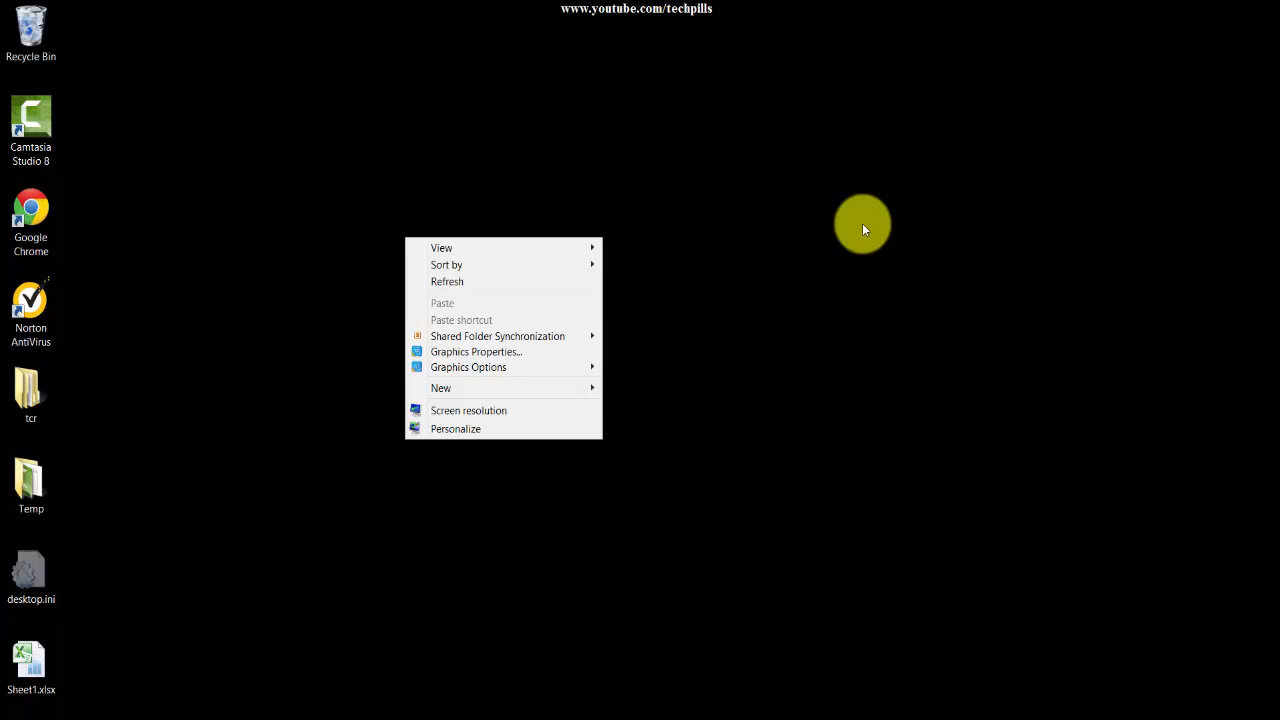 www.youtube.com/techpills
Recycle Bin
Camtasia
Studio 8
Google
Chrome
Norton
AntiVirus
tcr
Temp
desktop.ini
Sheet1.xlsx
View
Sort by
Refresh
Paste
Paste shortcut
Shared Folder Synchronization
Graphics Properties...
Graphics Options
New
Screen resolution
Personalize